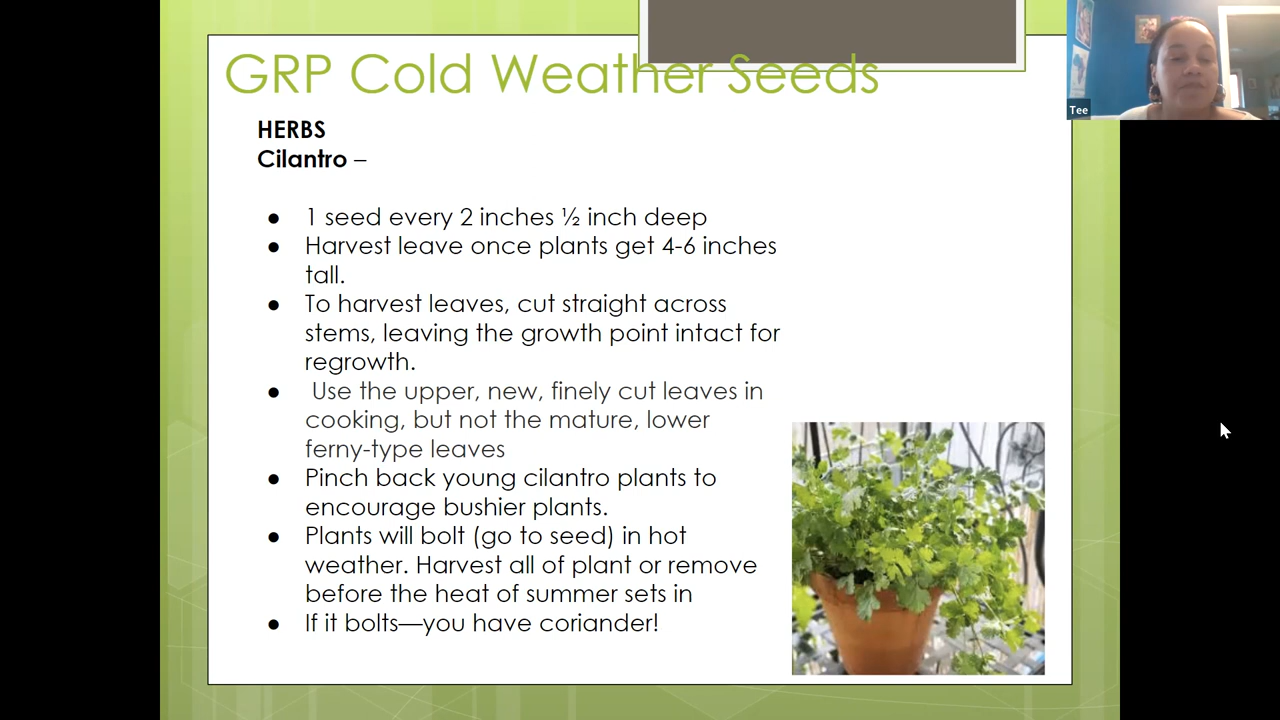 GRP Cold Weather Seeds
Tee
HERBS
Cilantro –
● 1 seed every 2 inches ½ inch deep
● Harvest leave once plants get 4-6 inches
tall.
● To harvest leaves, cut straight across
stems, leaving the growth point intact for
regrowth.
● Use the upper, new, finely cut leaves in
cooking, but not the mature, lower
ferny-type leaves
● Pinch back young cilantro plants to
encourage bushier plants.
● Plants will bolt (go to seed) in hot
weather. Harvest all of plant or remove
before the heat of summer sets in
● If it bolts—you have coriander!